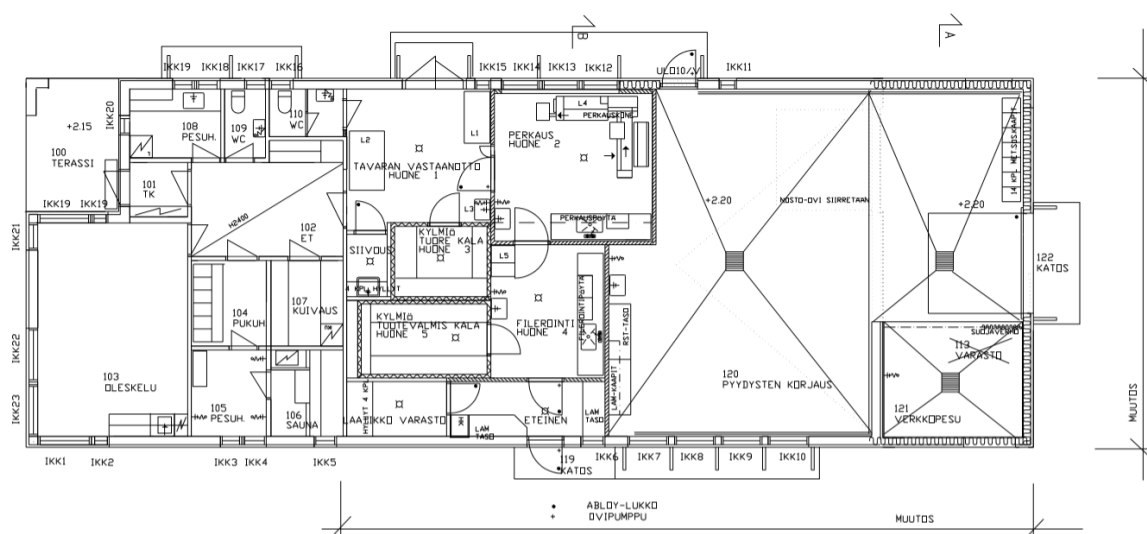 B
A
IKK19
IKK18
IKK17
IKK16
IKK15
IKK14
IKK13
IKK12
IKK11
IKK20
+2.15
100
TERASSI
108
PESUH.
109
WC
110
WC
L2
L1
TAVARAN VASTAANOTTO
HUONE 1
L3
PERKAUS
HUONE 2
L4
PERKAUSKONE
PERKAUSPÖYTÄ
+2.20
NOSTO-OVI SIIRRETÄÄN
+2.20
14 KPL MET.SOS.KAAPIT
101
TK
IKK19
IKK19
H2400
102
ET
SIIVOUS
KYLMIÖ
TUORE KALA
HUONE 3
4 KPL HYLLYT
L5
122
KATOS
IKK21
IKK22
IKK23
104
PUKUH.
107
KUIVAUS
KYLMIÖ
TUOTEVALMIS KALA
HUONE 5
FILEROINTI
HUONE 4
FILEROINTIPÖYTÄ
RST-TASO
LAM-KAAPIT
SUOJAVERHO
113
VARASTO
103
OLESKELU
105
PESUH.
106
SAUNA
HYLLYT 4 KPL
LAATIKKO VARASTO
LAM
TASO
ETEINEN
LAM
TASO
120
PYYDYSTEN KORJAUS
121
VERKKOPESU
MUUTOS
IKK1
IKK2
IKK3
IKK4
IKK5
119
KATOS
IKK6
IKK7
IKK8
IKK9
IKK10
• ABLOY-LUKKO
+ OVIPUMPPU
MUUTOS